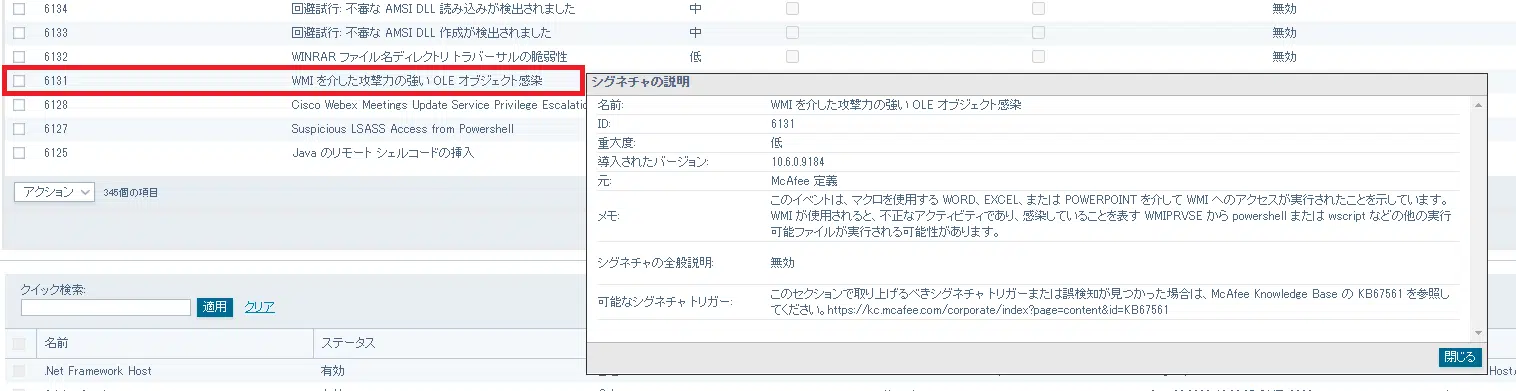 6134 回避試行: 不審な AMSI DLL 読み込みが検出されました 中 無効
6133 回避試行: 不審な AMSI DLL 作成が検出されました 中 無効
6132 WINRAR ファイル名ディレクトリ トラバーサルの脆弱性 低 無効
6131 WMI を介した攻撃力の強い OLE オブジェクト感染
6128 Cisco Webex Meetings Update Service Privilege Escalatio
6127 Suspicious LSASS Access from Powershell
6125 Java のリモート シェルコードの挿入
アクション 345個の項目
シグネチャの説明
名前: WMI を介した攻撃力の強い OLE オブジェクト感染
ID: 6131
重大度: 低
導入されたバージョン: 10.6.0.9184
元: McAfee 定義
メモ: このイベントは、マクロを使用する WORD、EXCEL、または POWERPOINT を介して WMI へのアクセスが実行されたことを示しています。
WMI が使用されると、不正なアクティビティであり、感染していることを表す WMIPRVSE から powershell または wscript などの他の実行
可能ファイルが実行される可能性があります。
シグネチャの全般説明: 無効
可能なシグネチャ トリガー: このセクションで取り上げるべきシグネチャ トリガーまたは誤検知が見つかった場合は、McAfee Knowledge Base の KB67561 を参照し
てください。https://kc.mcafee.com/corporate/index?page=content&id=KB67561
閉じる
クイック検索:
適用 クリア
名前 ステータス
.Net Framework Host 有効